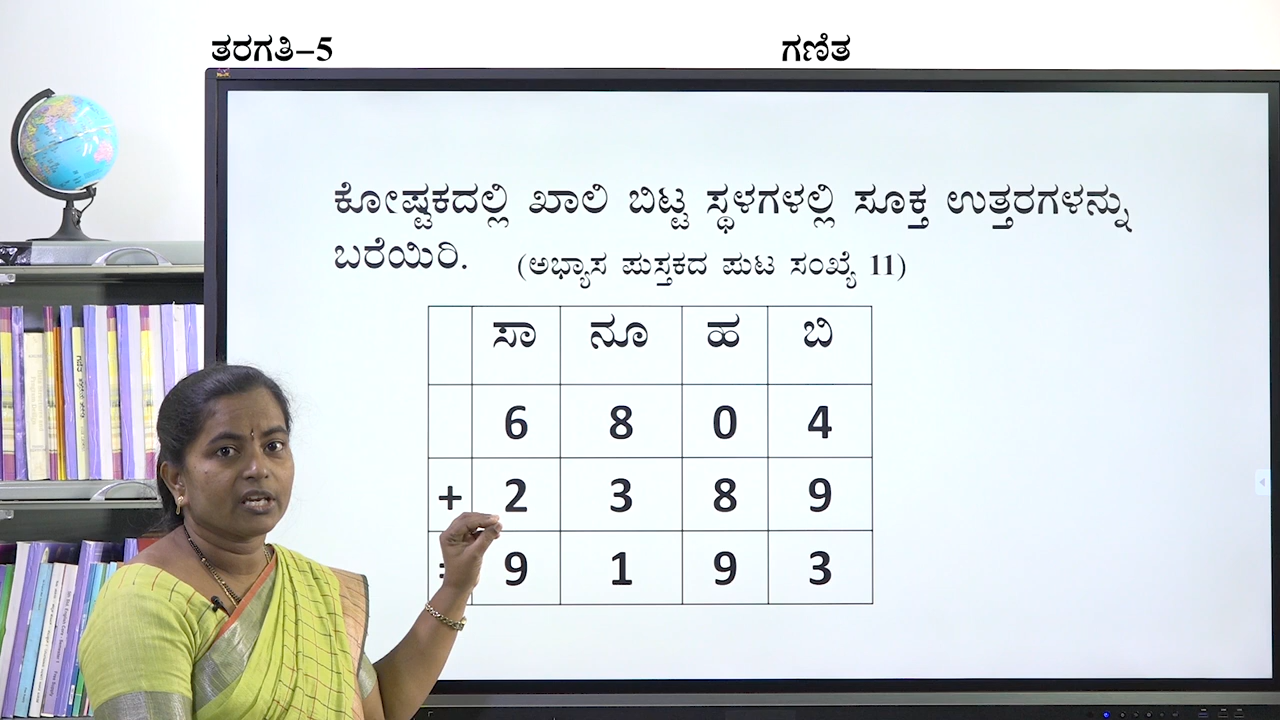 ತರಗತಿ–5 ಗಣಿತ
ಕೋಷ್ಟಕದಲ್ಲಿ ಖಾಲಿ ಬಿಟ್ಟ ಸ್ಥಳಗಳಲ್ಲಿ ಸೂಕ್ತ ಉತ್ತರಗಳನ್ನು
ಬರೆಯಿರಿ. (ಅಭ್ಯಾಸ ಪುಸ್ತಕದ ಪುಟ ಸಂಖ್ಯೆ 11)
ಸಾ ನೂ ಹ ಬಿ
6 8 0 4
+ 2 3 8 9
9 1 9 3